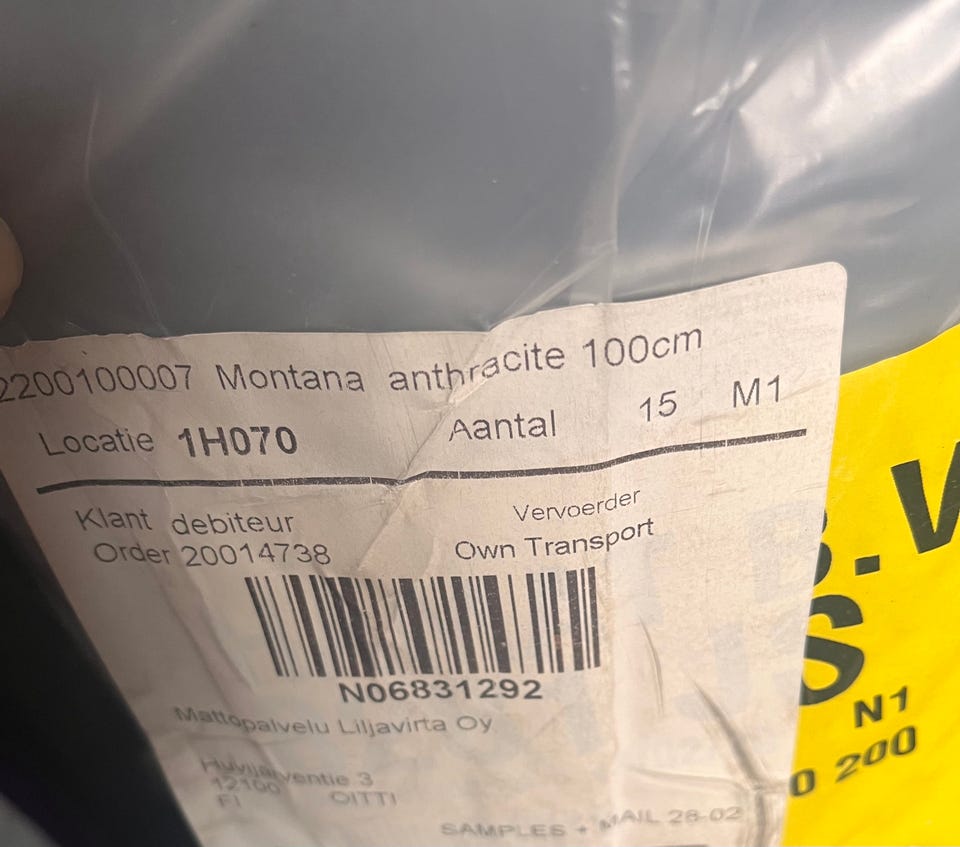 2200100007 Montana anthracite 100cm
Locatie 1H070 Aantal 15 M1
Klant debiteur Vervoerder
Order 20014738 Own Transport
N06831292
Mattopalvelu Liljavirta Oy
3
12100 OITTI
FI
SAMPLES + MAIL 28-02
S
N1
0 200